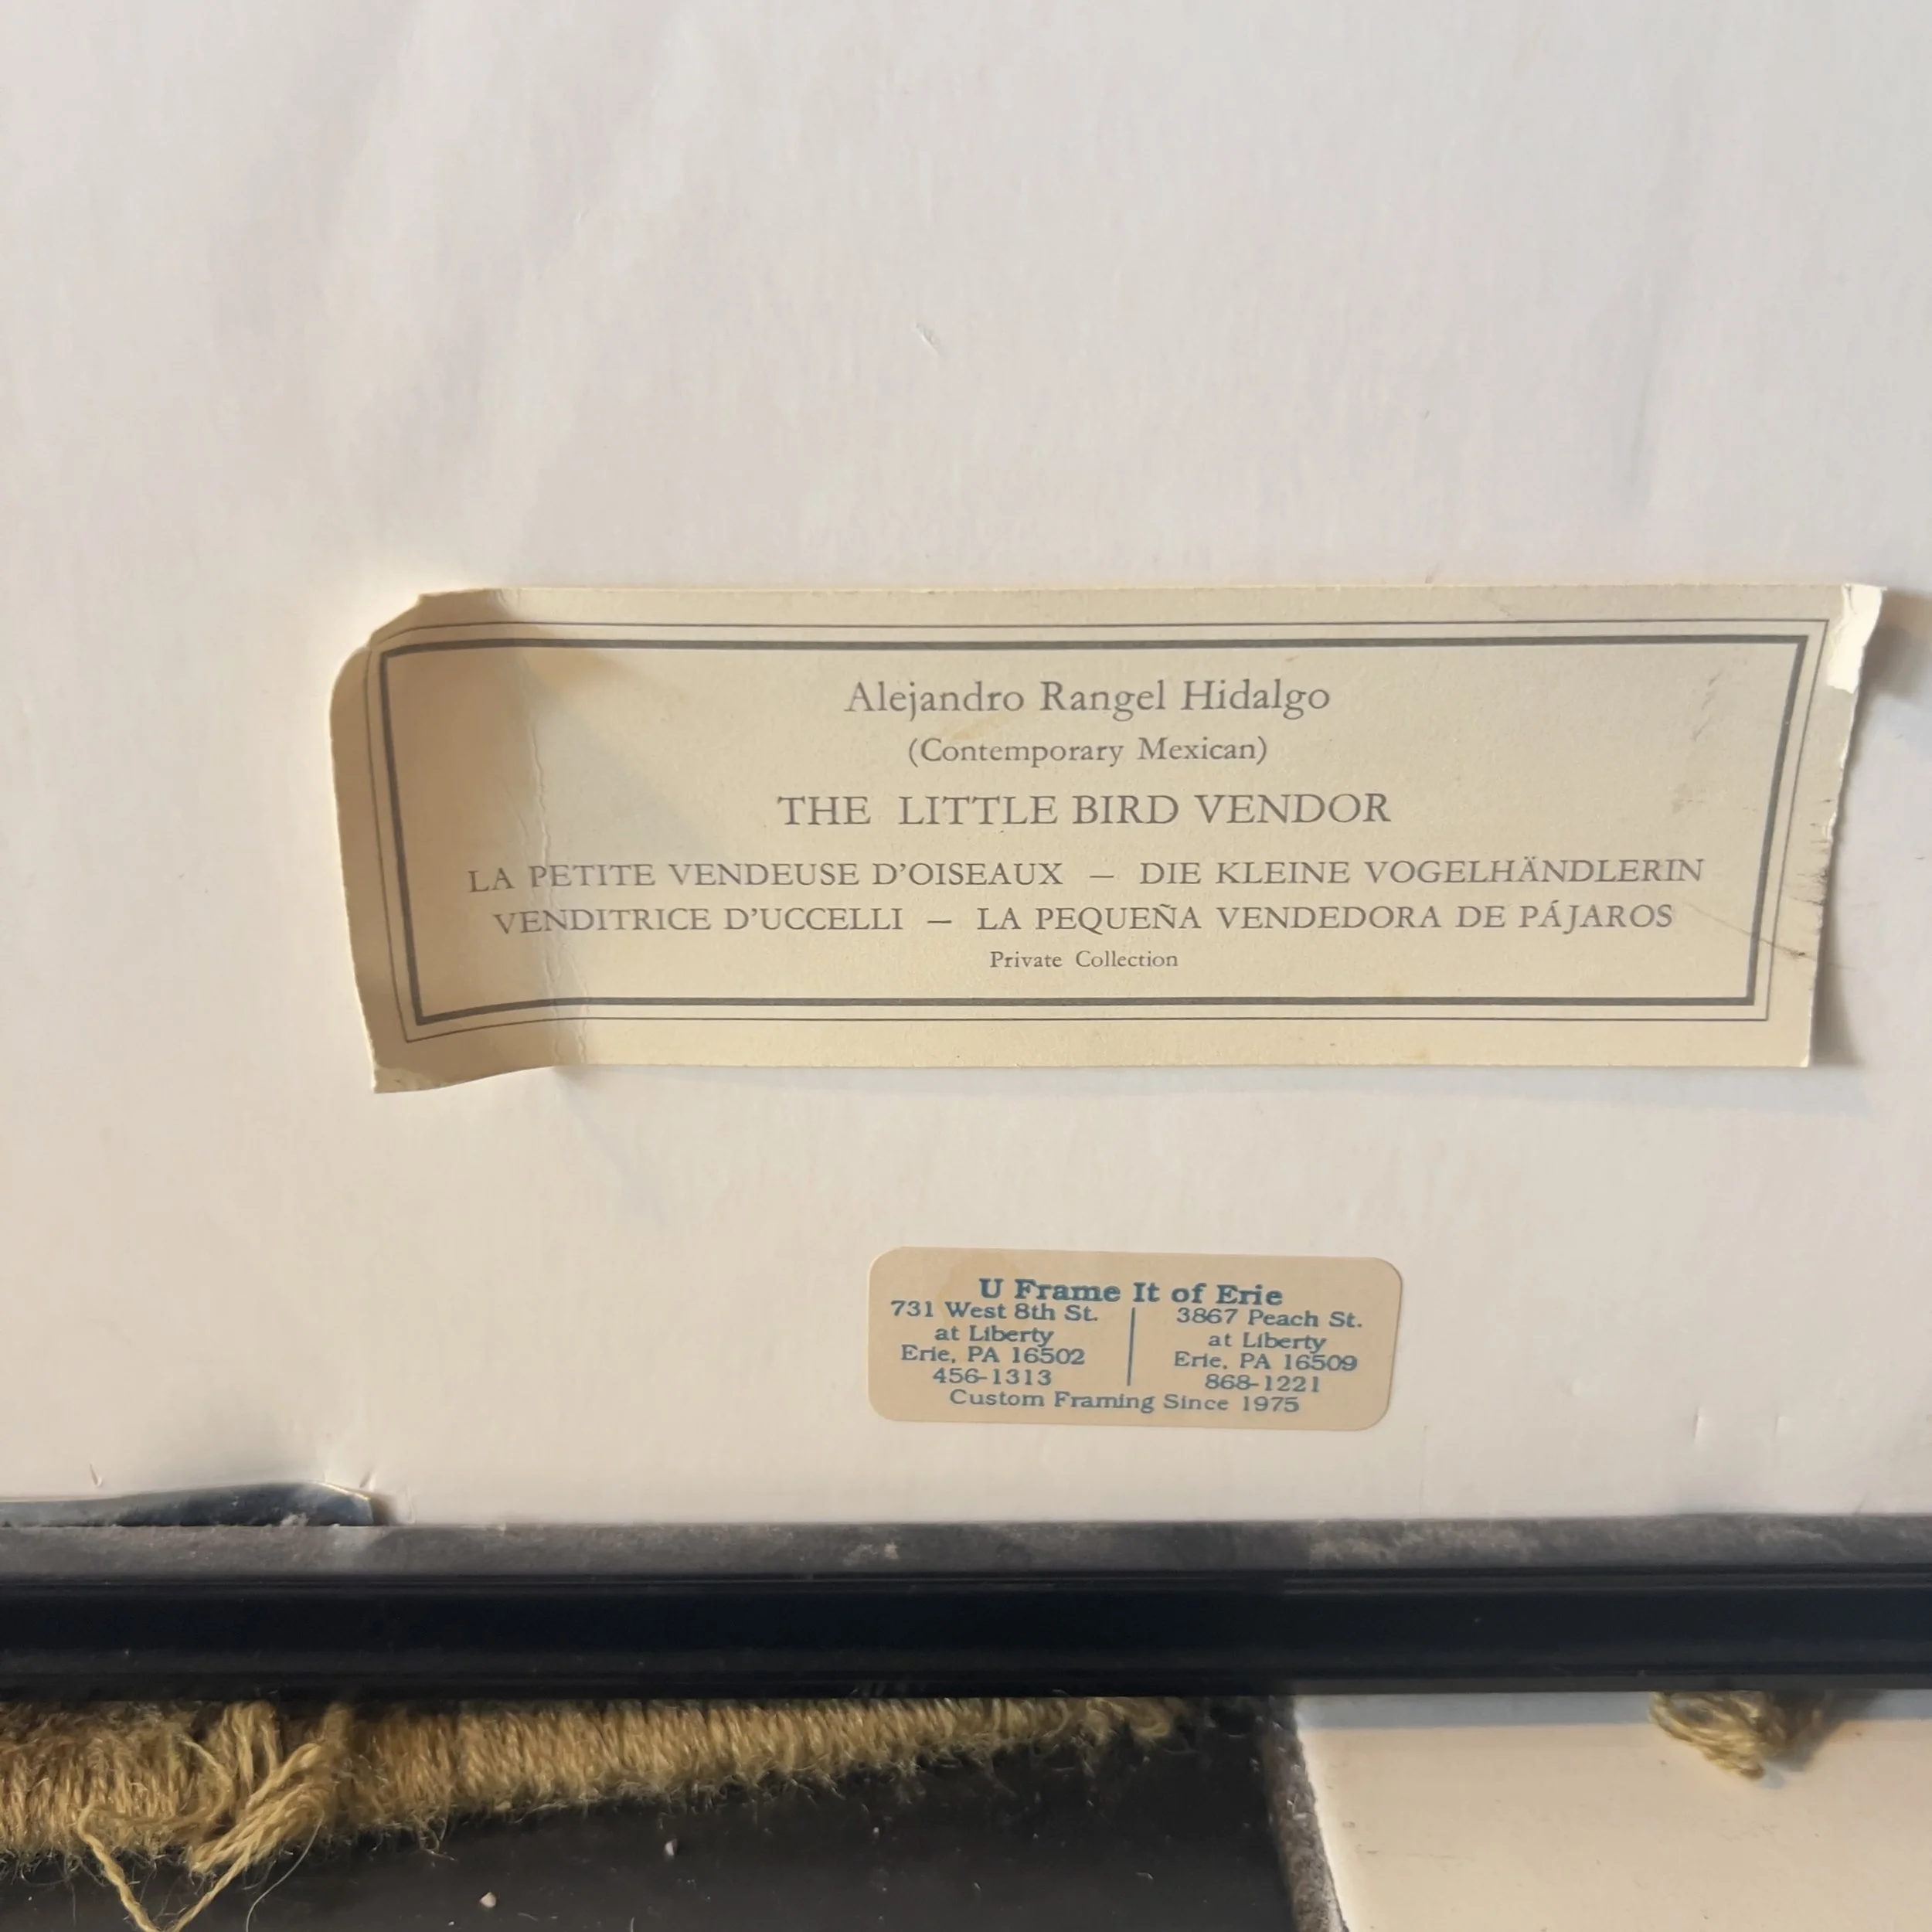 Alejandro Rangel Hidalgo
(Contemporary Mexican)
THE LITTLE BIRD VENDOR
LA PETITE VENDEUSE D'OISEAUX — DIE KLEINE VOGELHÄNDLERIN
VENDITRICE D'UCCELLI — LA PEQUEÑA VENDEDORA DE PÁJAROS
Private Collection
U Frame It of Erie
731 West 8th St.
at Liberty
Erie, PA 16502
456-1313
3867 Peach St.
at Liberty
Erie, PA 16509
868-1221
Custom Framing Since 1975